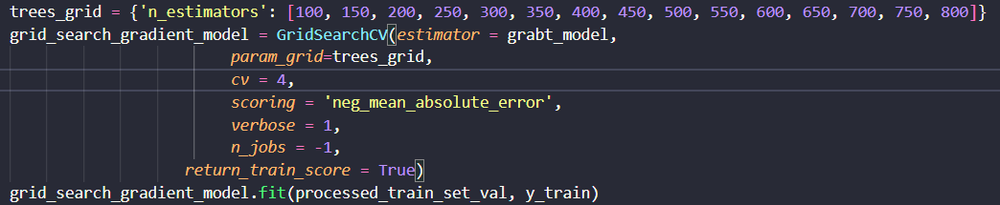 trees_grid = {'n_estimators': [100, 150, 200, 250, 300, 350, 400, 450, 500, 550, 600, 650, 700, 750, 800]}
grid_search_gradient_model = GridSearchCV(estimator = grabt_model,
param_grid=trees_grid,
cv = 4,
scoring = 'neg_mean_absolute_error',
verbose = 1,
n_jobs = -1,
return_train_score = True)
grid_search_gradient_model.fit(processed_train_set_val, y_train)